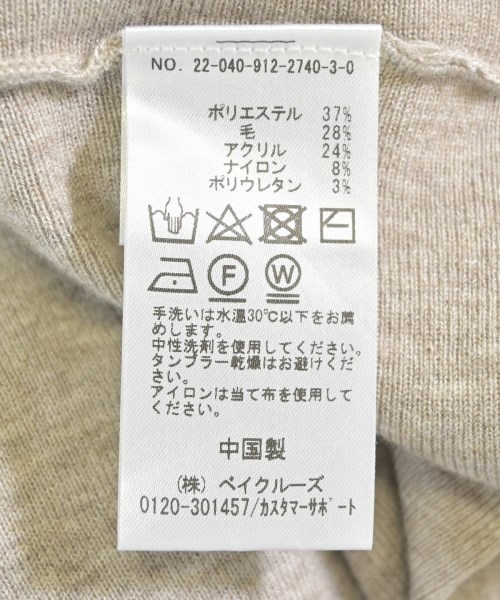 NO. 22-040-912-2740-3-0
ポリエステル 37%
毛 28%
アクリル 24%
ナイロン 8%
ポリウレタン 3%
F W
手洗いは水温30℃以下をお薦
めします。
中性洗剤を使用してください。
タンブラー乾燥はお避けくだ
さい。
アイロンは当て布を使用して
ください。
中国製
(株) ベイクルーズ
0120-301457/カスタマーサポート